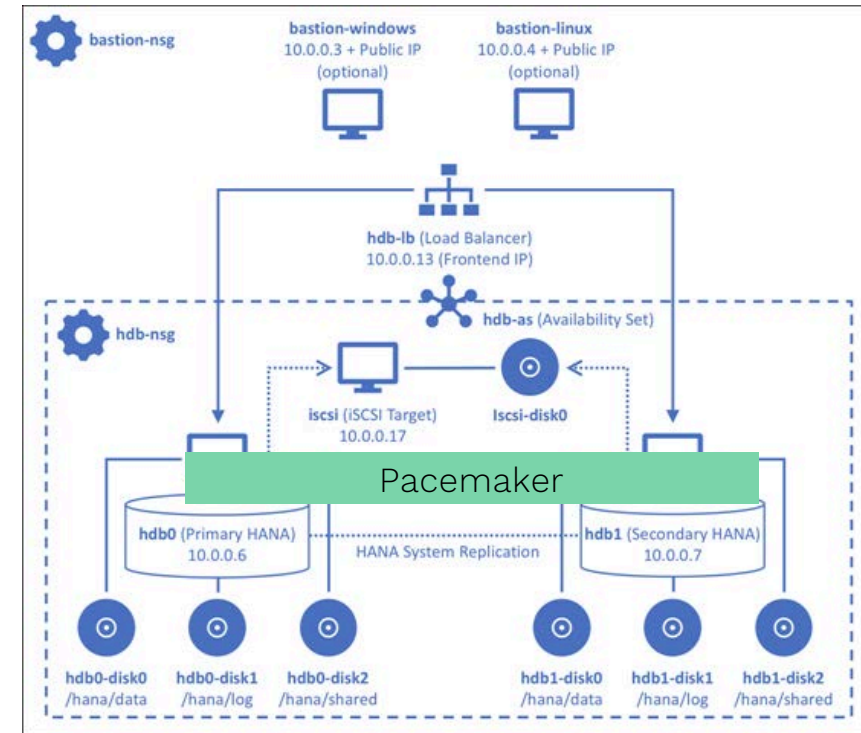 bastion-nsg
bastion-windows
10.0.0.3 + Public IP
(optional)
bastion-linux
10.0.0.4 + Public IP
(optional)
hdb-lb (Load Balancer)
10.0.0.13 (Frontend IP)
hdb-nsg
hdb-as (Availability Set)
iscsi (iSCSI Target)
10.0.0.17
Iscsi-disk0
Pacemaker
hdb0 (Primary HANA)
10.0.0.6
HANA System Replication
hdb1 (Secondary HANA)
10.0.0.7
hdb0-disk0
/hana/data
hdb0-disk1
/hana/log
hdb0-disk2
/hana/shared
hdb1-disk0
/hana/data
hdb1-disk1
/hana/log
hdb1-disk2
/hana/shared